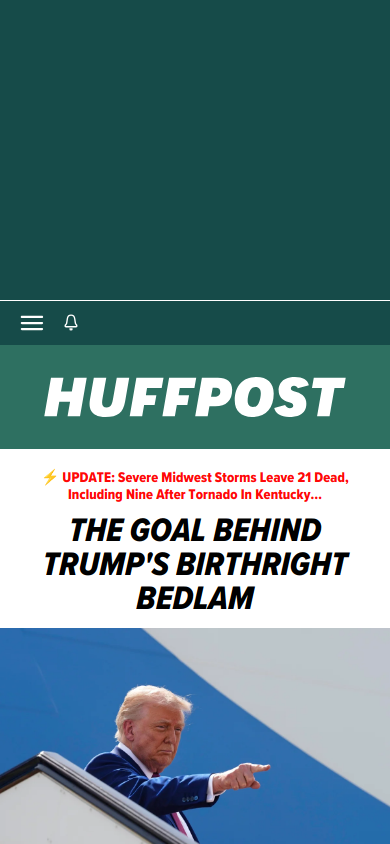 HUFFPOST
⚡ UPDATE: Severe Midwest Storms Leave 21 Dead,
Including Nine After Tornado In Kentucky...
THE GOAL BEHIND
TRUMP'S BIRTHRIGHT
BEDLAM